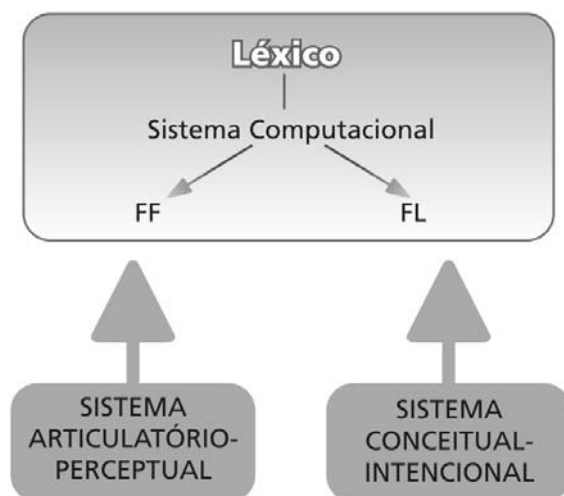 Léxico
Sistema Computacional
FF
FL
SISTEMA
ARTICULATÓRIO-
PERCEPTUAL
SISTEMA
CONCEITUAL-
INTENCIONAL